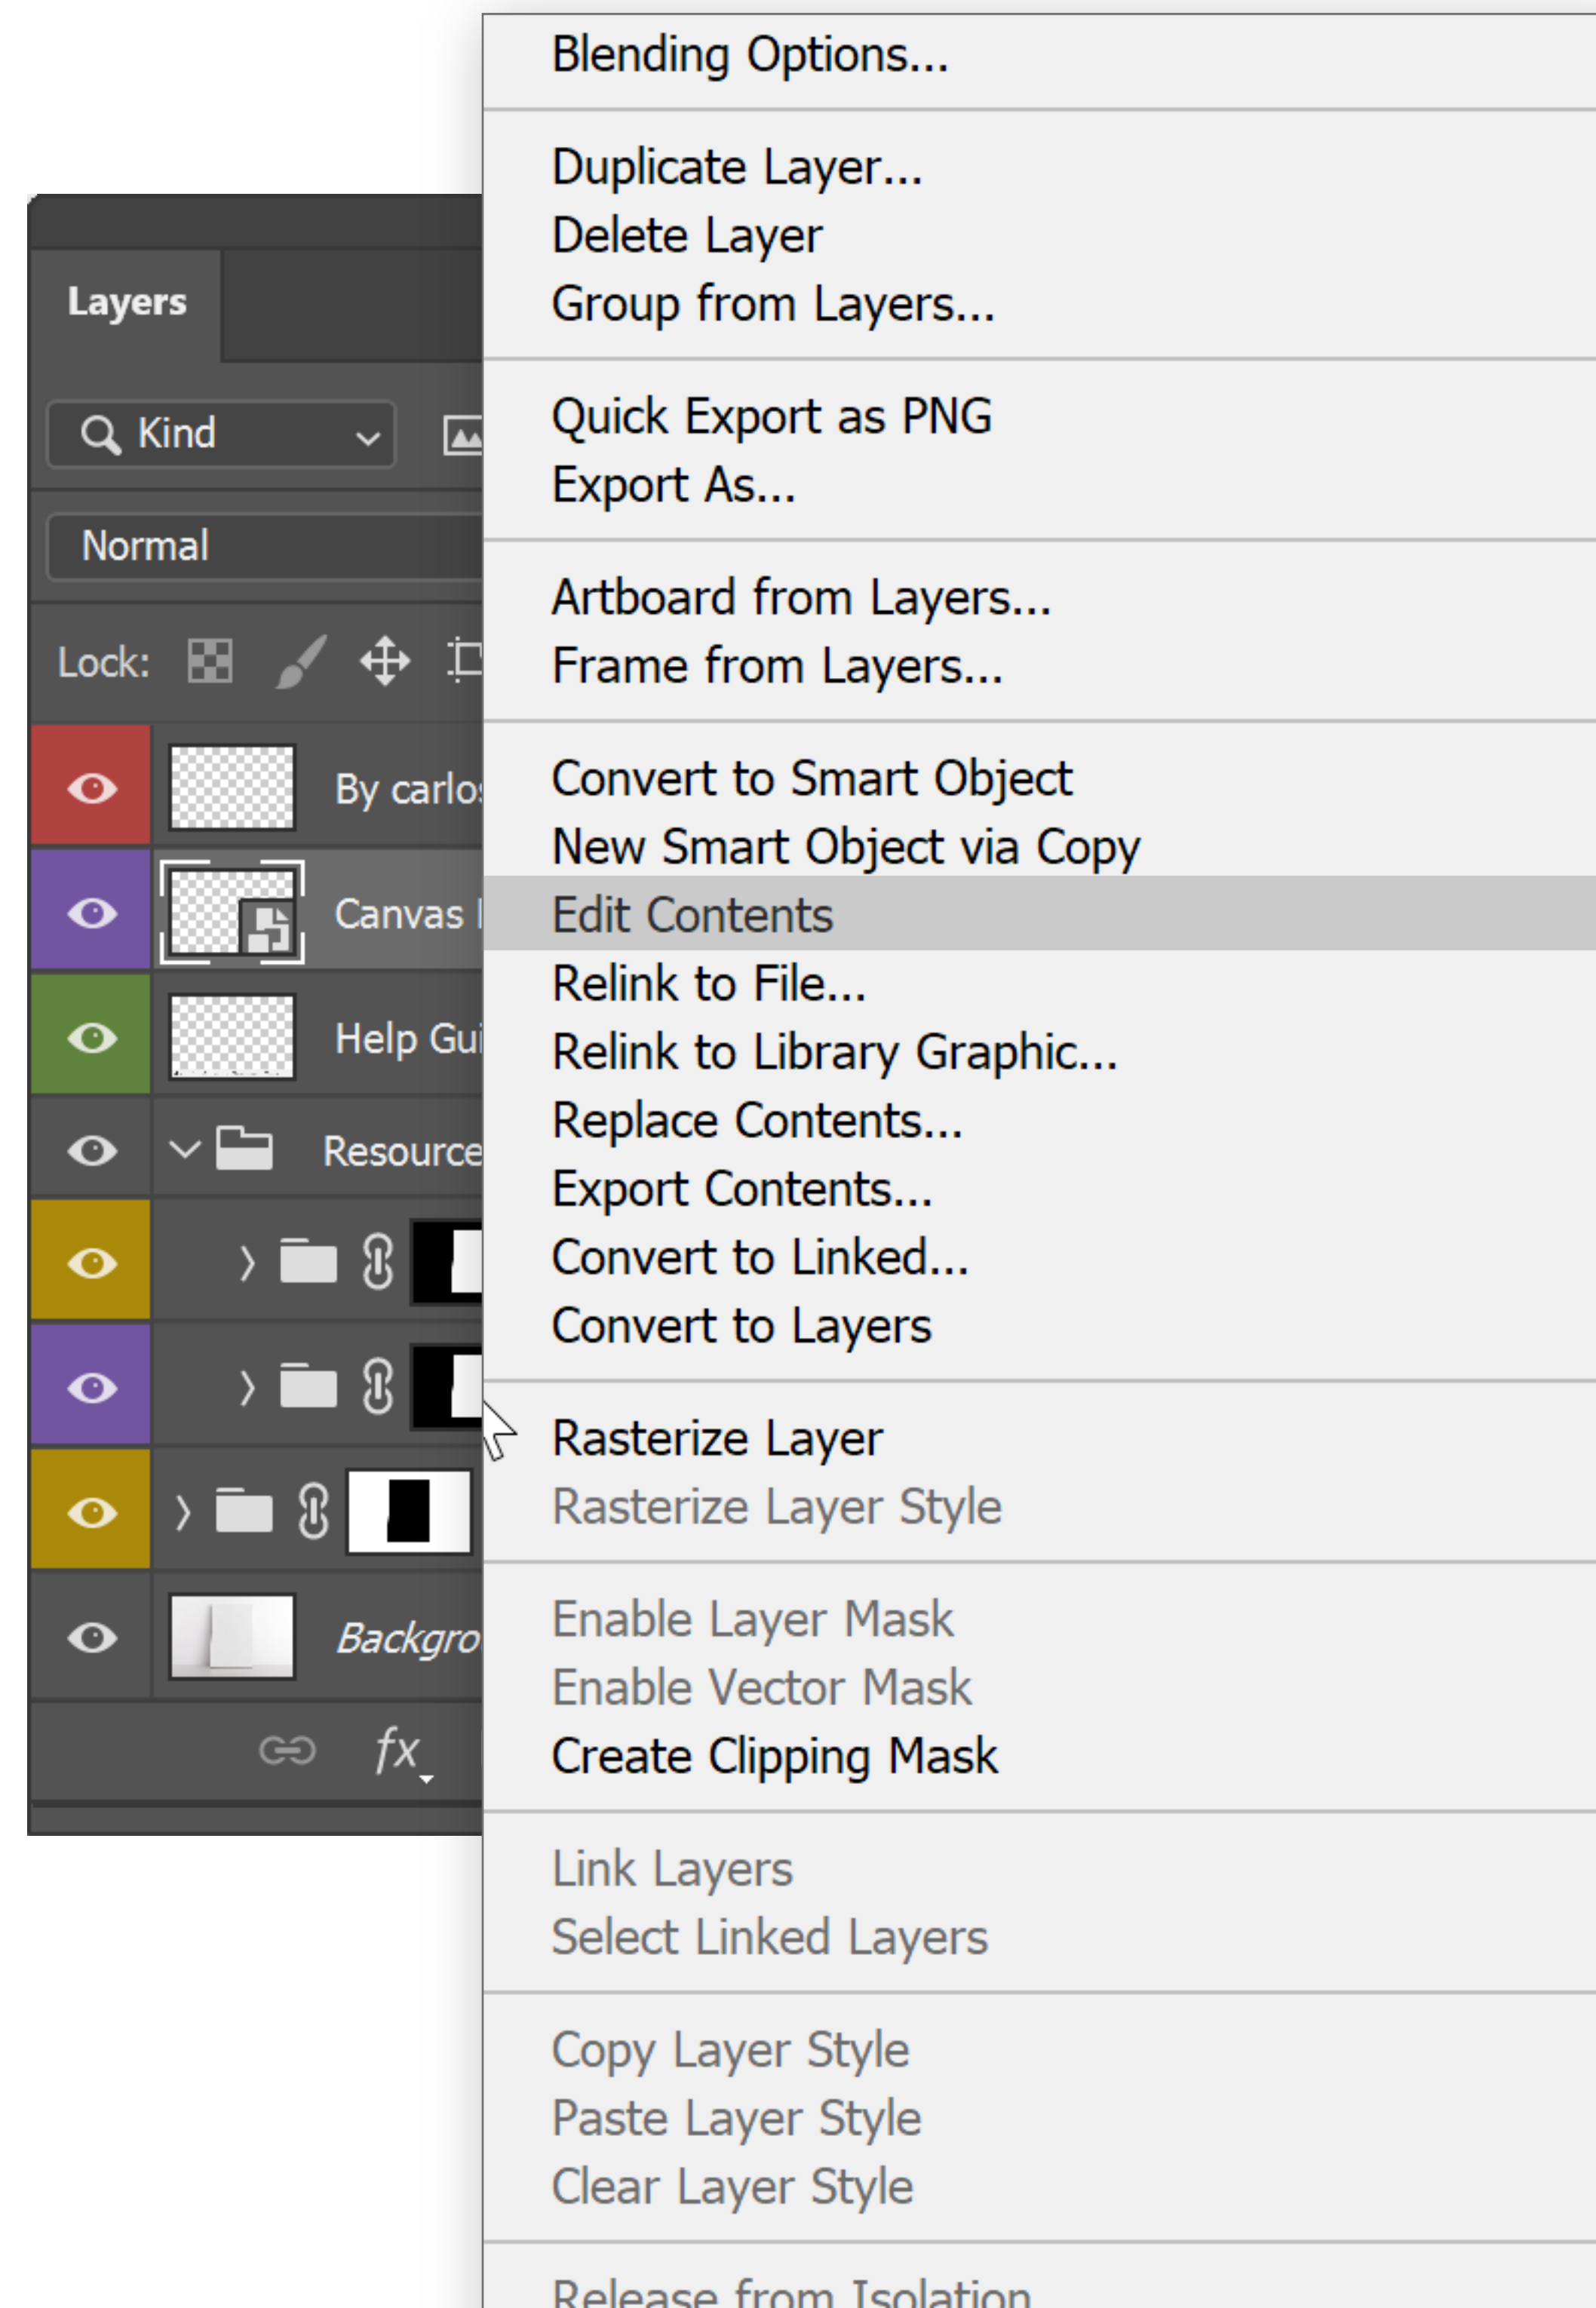 Layers
Kind
Normal
Lock:
By carlos
Canvas
Help Gui
Resource
Backgro
fx
Blending Options...
Duplicate Layer...
Delete Layer
Group from Layers...
Quick Export as PNG
Export As...
Artboard from Layers...
Frame from Layers...
Convert to Smart Object
New Smart Object via Copy
Edit Contents
Relink to File...
Relink to Library Graphic...
Replace Contents...
Export Contents...
Convert to Linked...
Convert to Layers
Rasterize Layer
Rasterize Layer Style
Enable Layer Mask
Enable Vector Mask
Create Clipping Mask
Link Layers
Select Linked Layers
Copy Layer Style
Paste Layer Style
Clear Layer Style
Release from Isolation